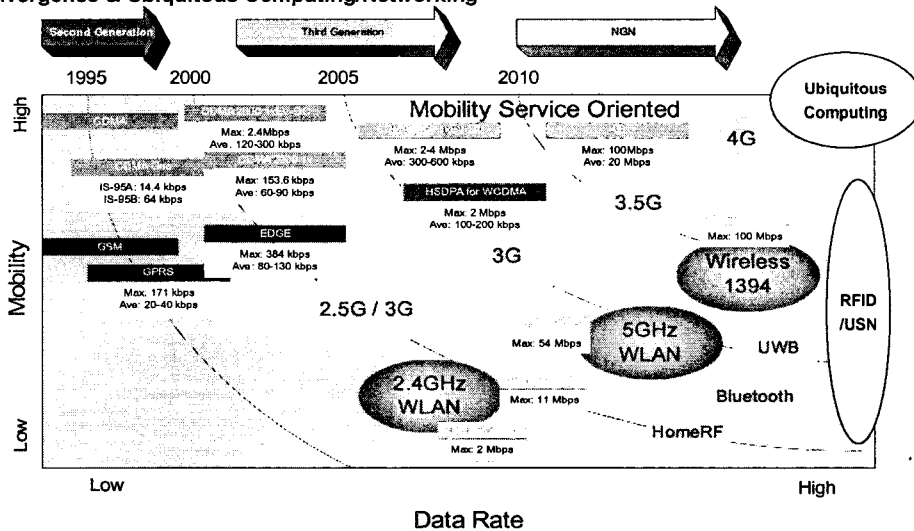 vergence & Ubiquitous Computing/Networking
Second Generation
Third Generation
NGN
1995
2000
2005
2010
High
Mobility Service Oriented
Ubiquitous
Computing
Max: 2.4Mbps
Ave: 120-300 kbps
Max: 2-4 Mbps
Ave: 300-600 kbps
Max: 100Mbps
Ave: 20 Mbps
4G
IS-95A: 14.4 kbps
IS-95B: 64 kbps
Max: 153.6 kbps
Ave: 60-90 kbps
HSDPA for WCDMA
Max: 2 Mbps
Ave: 100-200 kbps
3.5G
GSM
EDGE
Max: 384 kbps
Ave: 80-130 kbps
3G
Max: 100 Mbps
Wireless
1394
GPRS
Max: 171 kbps
Ave: 20-40 kbps
Mobility
2.5G / 3G
RFID
/USN
Max: 54 Mbps
5GHz
WLAN
UWB
2.4GHz
WLAN
Max: 11 Mbps
Bluetooth
HomeRF
Low
Max: 2 Mbps
Low
High
Data Rate